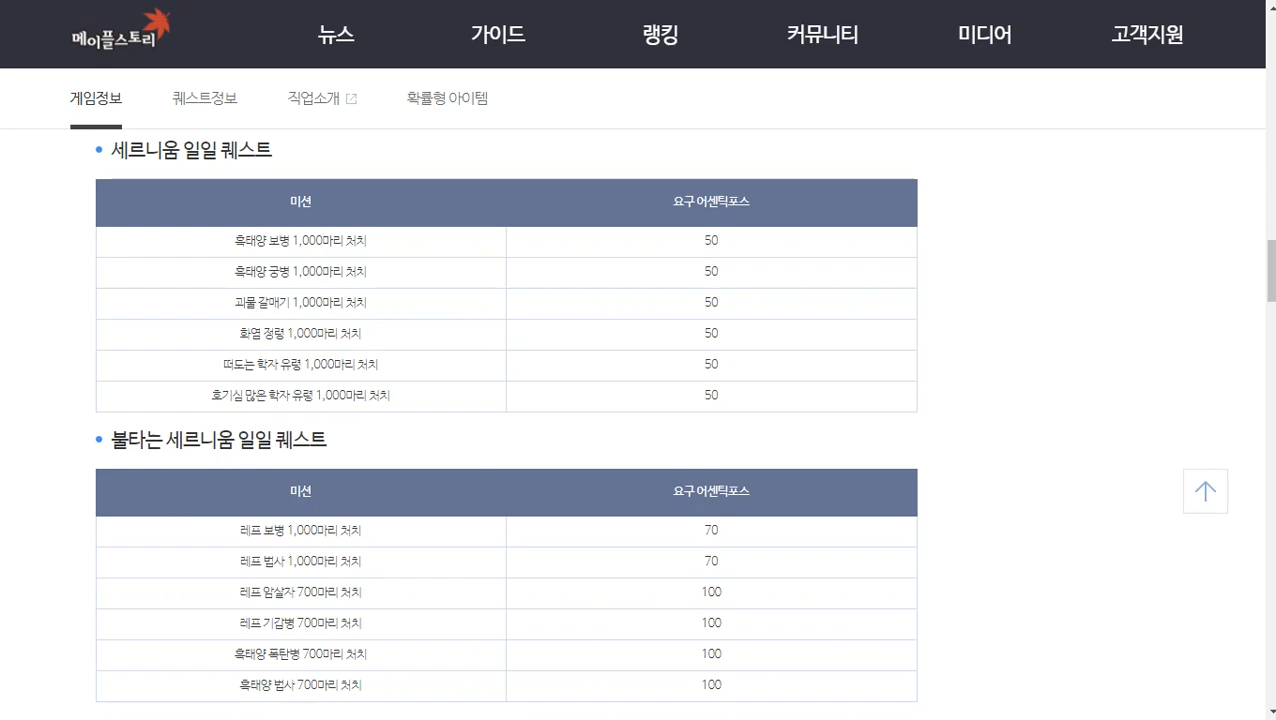 메이플스토리 뉴스 가이드 랭킹 커뮤니티 미디어 고객지원
게임정보 퀘스트정보 직업소개 확률형 아이템
세르니움 일일 퀘스트
미션 요구 어센틱포스
흑태양 보병 1,000마리 처치 50
흑태양 궁병 1,000마리 처치 50
괴물 갈매기 1,000마리 처치 50
화염 정령 1,000마리 처치 50
떠도는 학자 유령 1,000마리 처치 50
호기심 많은 학자 유령 1,000마리 처치 50
불타는 세르니움 일일 퀘스트
미션 요구 어센틱포스
레프 보병 1,000마리 처치 70
레프 법사 1,000마리 처치 70
레프 암살자 700마리 처치 100
레프 기갑병 700마리 처치 100
흑태양 폭탄병 700마리 처치 100
흑태양 법사 700마리 처치 100